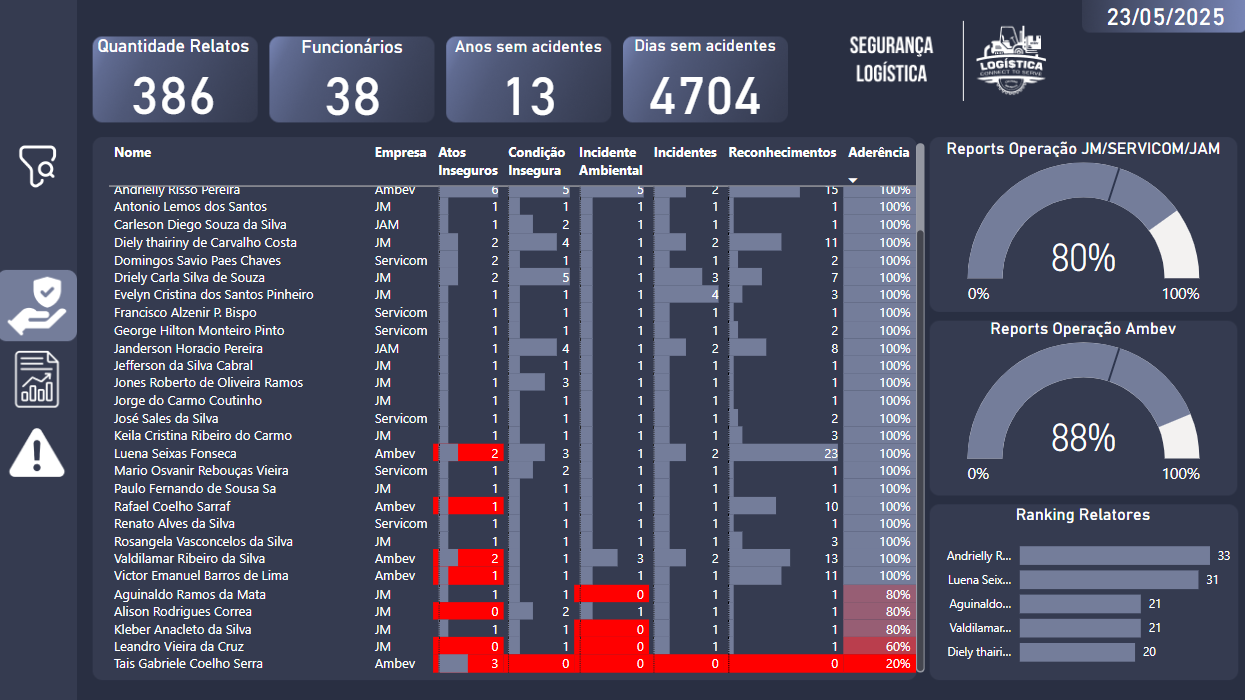 23/05/2025
Quantidade Relatos
386
Funcionários
38
Anos sem acidentes
13
Dias sem acidentes
4704
SEGURANÇA
LOGÍSTICA
LOGÍSTICA
CONNECT TO SERVE
Nome Empresa Atos Inseguros Condição Insegura Incidente Ambiental Incidentes Reconhecimentos Aderência
Andrielly Risso Pereira Ambev 6 5 5 2 15 100%
Antonio Lemos dos Santos JM 1 1 1 1 1 100%
Carleson Diego Souza da Silva JAM 1 2 1 1 1 100%
Diely thairiny de Carvalho Costa JM 2 4 1 2 11 100%
Domingos Savio Paes Chaves Servicom 2 1 1 1 2 100%
Driely Carla Silva de Souza JM 2 5 1 3 7 100%
Evelyn Cristina dos Santos Pinheiro JM 1 1 1 4 3 100%
Francisco Alzenir P. Bispo Servicom 1 1 1 1 1 100%
George Hilton Monteiro Pinto Servicom 1 1 1 1 2 100%
Janderson Horacio Pereira JAM 1 4 1 2 8 100%
Jefferson da Silva Cabral JM 1 1 1 1 1 100%
Jones Roberto de Oliveira Ramos JM 1 3 1 1 1 100%
Jorge do Carmo Coutinho JM 1 1 1 1 1 100%
José Sales da Silva Servicom 1 1 1 1 2 100%
Keila Cristina Ribeiro do Carmo JM 1 1 1 1 3 100%
Luena Seixas Fonseca Ambev 2 3 1 2 23 100%
Mario Osvanir Rebouças Vieira Servicom 1 2 1 1 1 100%
Paulo Fernando de Sousa Sa JM 1 1 1 1 1 100%
Rafael Coelho Sarraf Ambev 1 1 1 1 10 100%
Renato Alves da Silva Servicom 1 1 1 1 1 100%
Rosangela Vasconcelos da Silva JM 1 1 1 1 3 100%
Valdilamar Ribeiro da Silva Ambev 2 1 3 2 13 100%
Victor Emanuel Barros de Lima Ambev 1 1 1 1 11 100%
Aguinaldo Ramos da Mata JM 1 1 0 1 1 80%
Alison Rodrigues Correa JM 0 2 1 1 1 80%
Kleber Anacleto da Silva JM 1 1 0 1 1 80%
Leandro Vieira da Cruz JM 0 1 0 1 1 60%
Tais Gabriele Coelho Serra Ambev 3 0 0 0 0 20%
Reports Operação JM/SERVICOM/JAM
80%
0% 100%
Reports Operação Ambev
88%
0% 100%
Ranking Relatores
Andrielly R... 33
Luena Seix... 31
Aguinaldo... 21
Valdilamar... 21
Diely thairi... 20